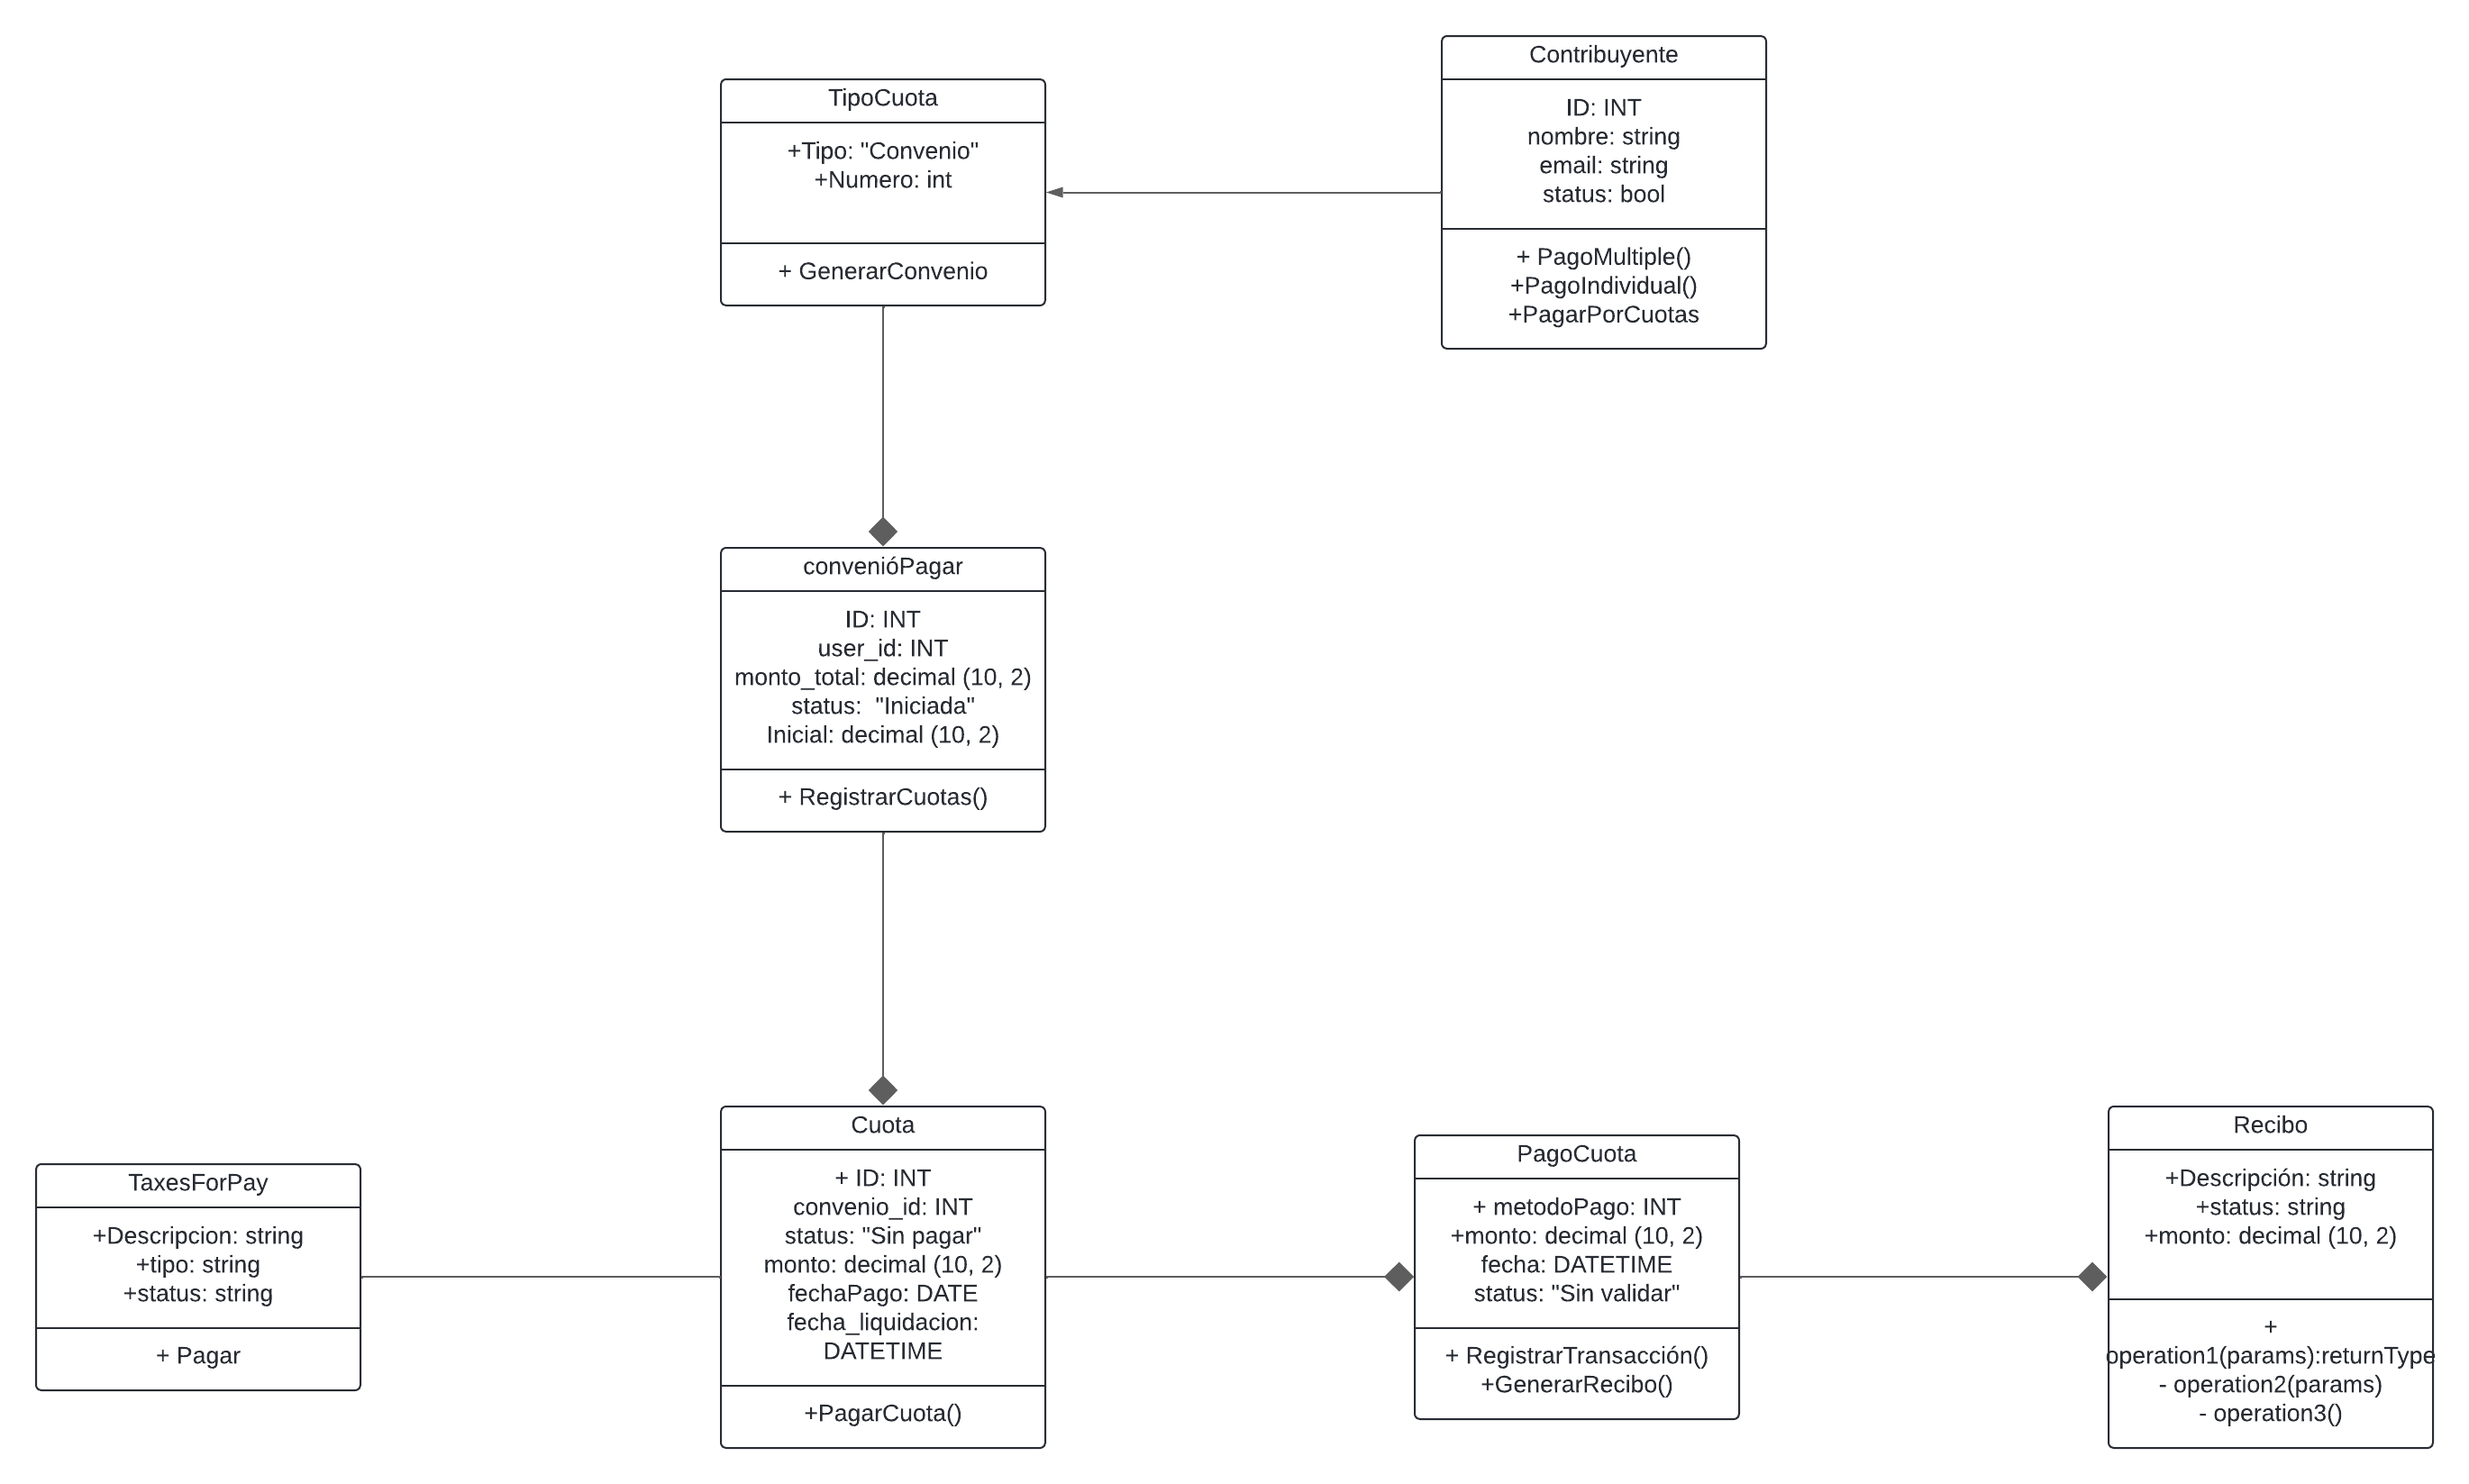 Contribuyente
ID: INT
nombre: string
email: string
status: bool
+ PagoMultiple()
+PagoIndividual()
+PagarPorCuotas
TipoCuota
+Tipo: "Convenio"
+Numero: int
+ GenerarConvenio
convenióPagar
ID: INT
user_id: INT
monto_total: decimal (10, 2)
status:  "Iniciada"
Inicial: decimal (10, 2)
+ RegistrarCuotas()
TaxesForPay
+Descripcion: string
+tipo: string
+status: string
+ Pagar
Cuota
+ ID: INT
convenio_id: INT
status: "Sin pagar"
monto: decimal (10, 2)
fechaPago: DATE
fecha_liquidacion:
DATETIME
+PagarCuota()
PagoCuota
+ metodoPago: INT
+monto: decimal (10, 2)
fecha: DATETIME
status: "Sin validar"
+ RegistrarTransacción()
+GenerarRecibo()
Recibo
+Descripción: string
+status: string
+monto: decimal (10, 2)
+
operation1(params):returnType
- operation2(params)
- operation3()